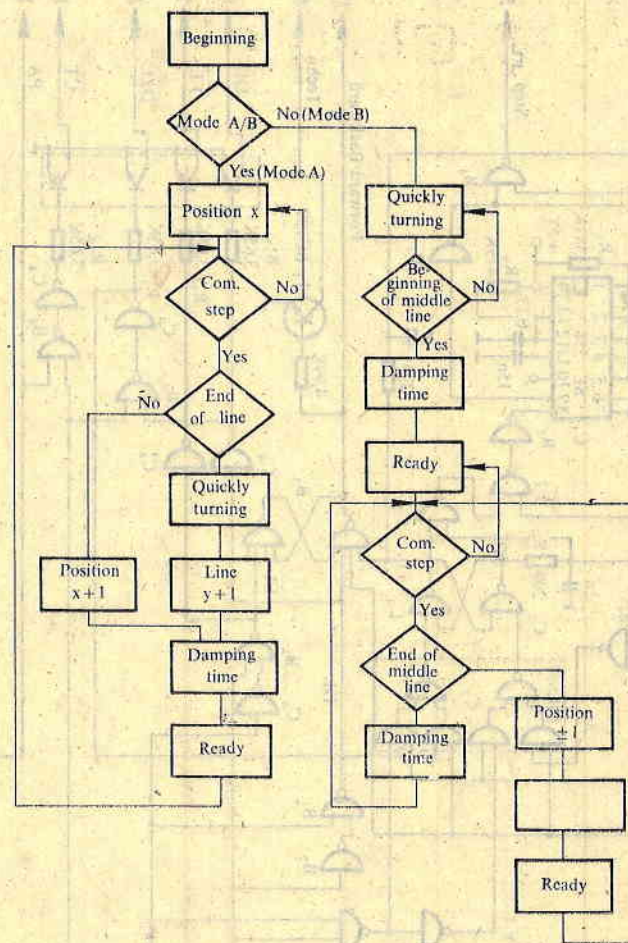 Beginning
Mode A/B
No (Mode B)
Yes (Mode A)
Position x
Com.
step
No
Yes
End
of line
No
Quickly
turning
Position
x+1
Line
y+1
Damping
time
Ready
Quickly
turning
Be-
ginning
of middle
line
No
Yes
Damping
time
Ready
Com.
step
No
Yes
End of
middle
line
Damping
time
Position
±1
Ready